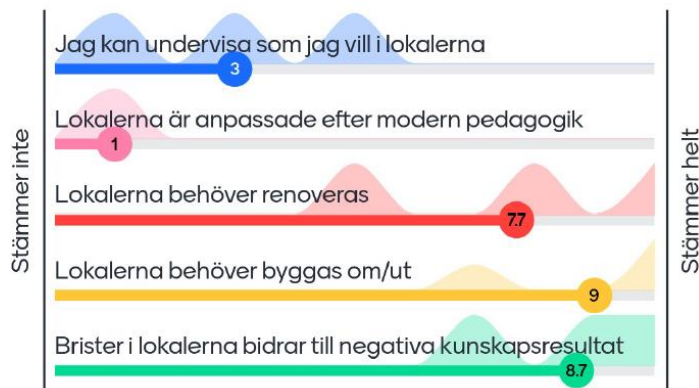 Stämmer inte
Jag kan undervisa som jag vill i lokalerna
3
Lokalerna är anpassade efter modern pedagogik
1
Lokalerna behöver renoveras
7.7
Lokalerna behöver byggas om/ut
9
Brister i lokalerna bidrar till negativa kunskapsresultat
8.7
Stämmer helt